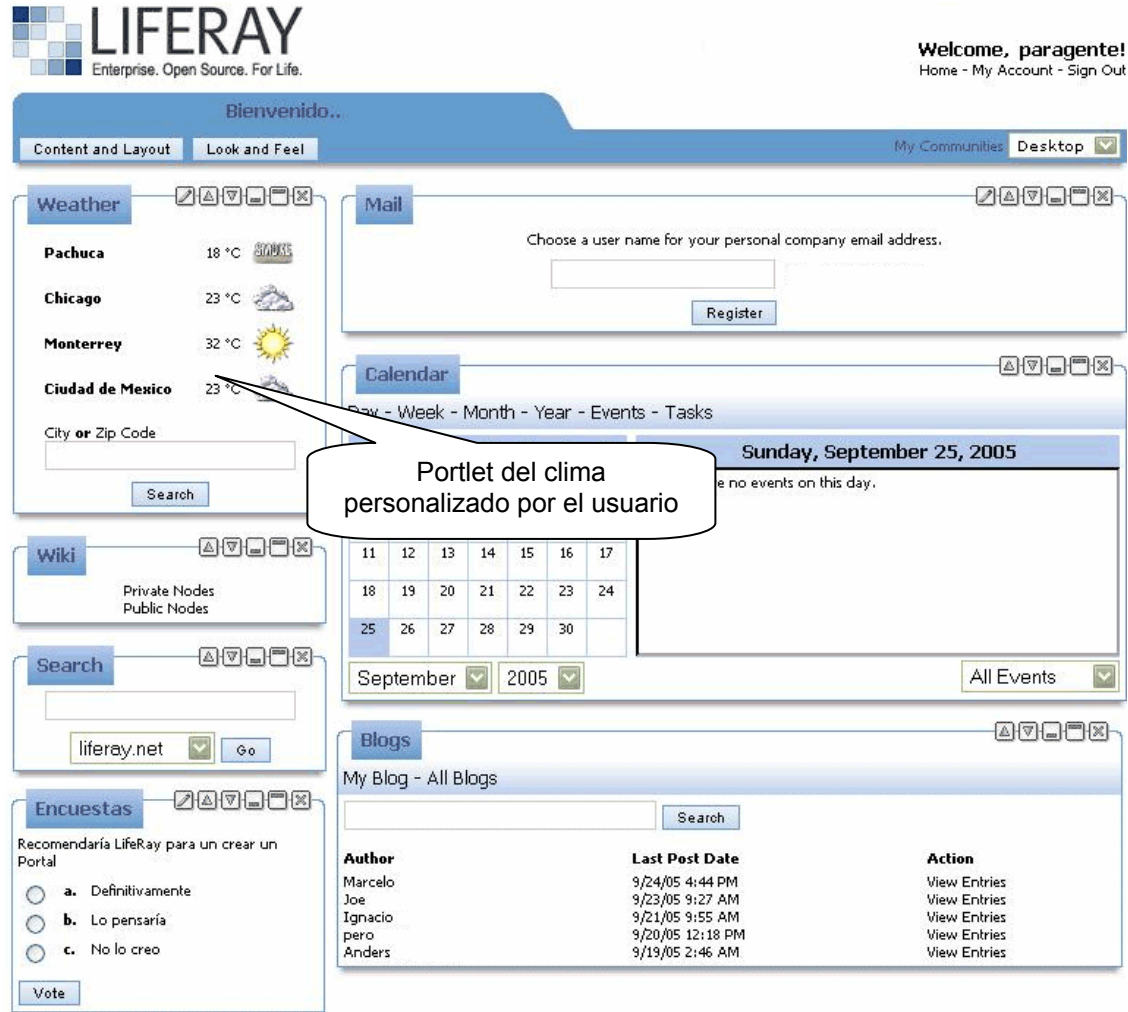 LIFERAY
Enterprise. Open Source. For Life.
Welcome, paragente!
Home - My Account - Sign Out
Bienvenido..
Content and Layout Look and Feel
My Communities Desktop
Weather
Pachuca 18 °C SMOKE
Chicago 23 °C
Monterrey 32 °C
Ciudad de Mexico 23 °C
City or Zip Code
Search
Wiki
Private Nodes
Public Nodes
Search
liferay.net Go
Encuestas
Recomendaría LifeRay para un crear un
Portal
a. Definitivamente
b. Lo pensaría
c. No lo creo
Vote
Mail
Choose a user name for your personal company email address.
Register
Calendar
Day - Week - Month - Year - Events - Tasks
Sunday, September 25, 2005
no events on this day.
Portlet del clima
personalizado por el usuario
11 12 13 14 15 16 17
18 19 20 21 22 23 24
25 26 27 28 29 30
September 2005 All Events
Blogs
My Blog - All Blogs
Search
Author Last Post Date Action
Marcelo 9/24/05 4:44 PM View Entries
Joe 9/23/05 9:27 AM View Entries
Ignacio 9/21/05 9:55 AM View Entries
pero 9/20/05 12:18 PM View Entries
Anders 9/19/05 2:46 AM View Entries